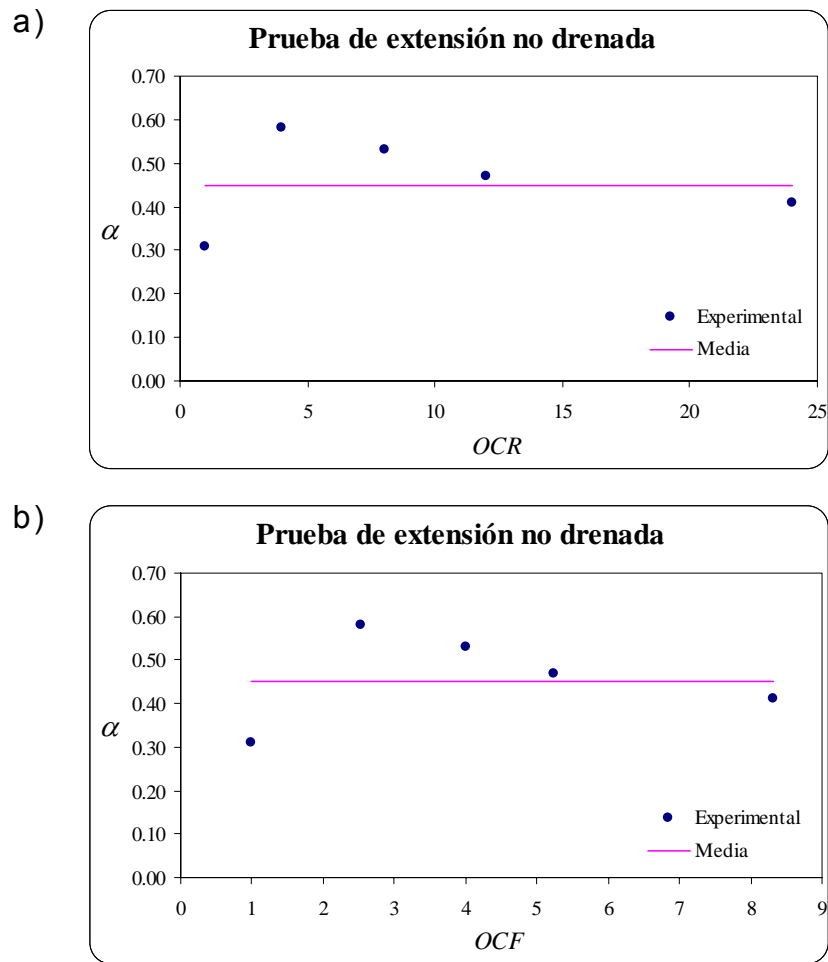 a)
Prueba de extensión no drenada
0.70
0.60
0.50
0.40
0.30
0.20
0.10
0.00
α
0 5 10 15 20 25
OCR
Experimental
Media
b)
Prueba de extensión no drenada
0.70
0.60
0.50
0.40
0.30
0.20
0.10
0.00
α
0 1 2 3 4 5 6 7 8 9
OCF
Experimental
Media